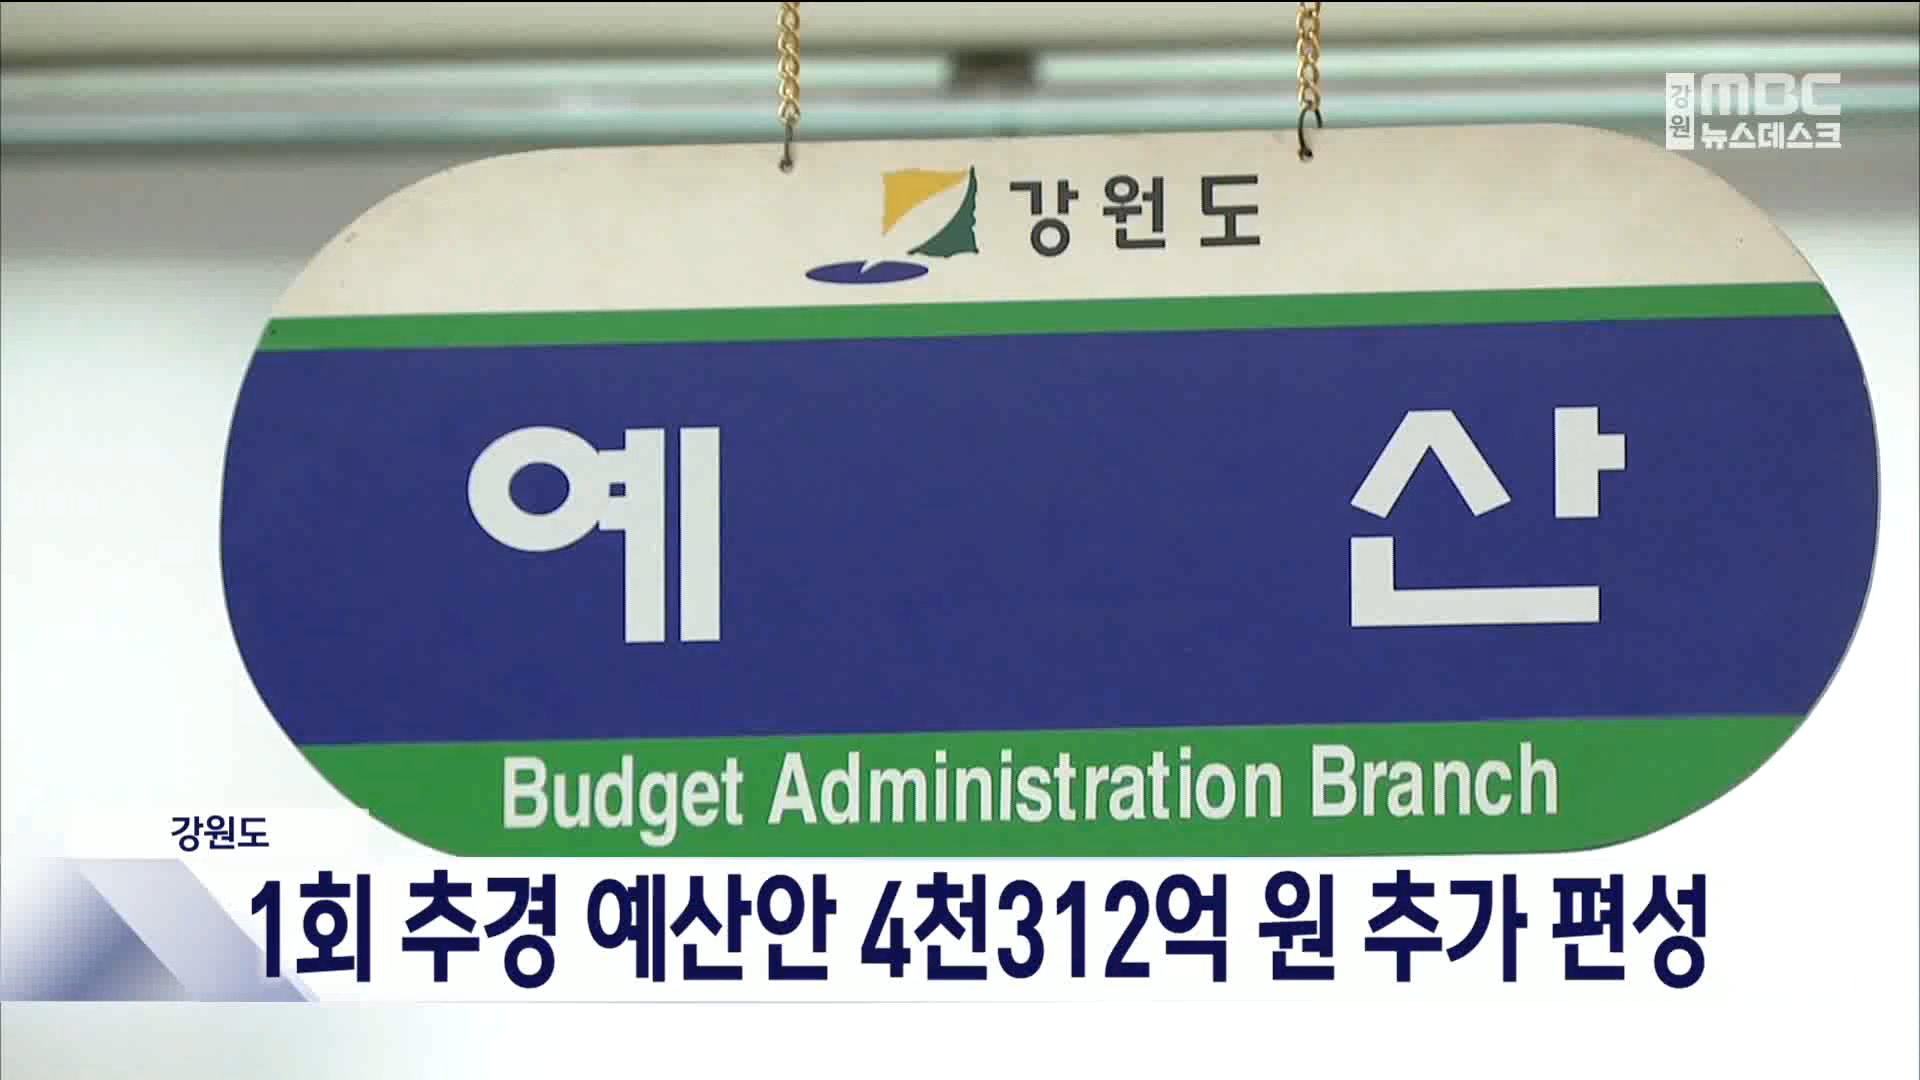 강원
MBC
뉴스데스크
강원도
예 산
Budget Administration Branch
강원도
1회 추경 예산안 4천312억 원 추가 편성